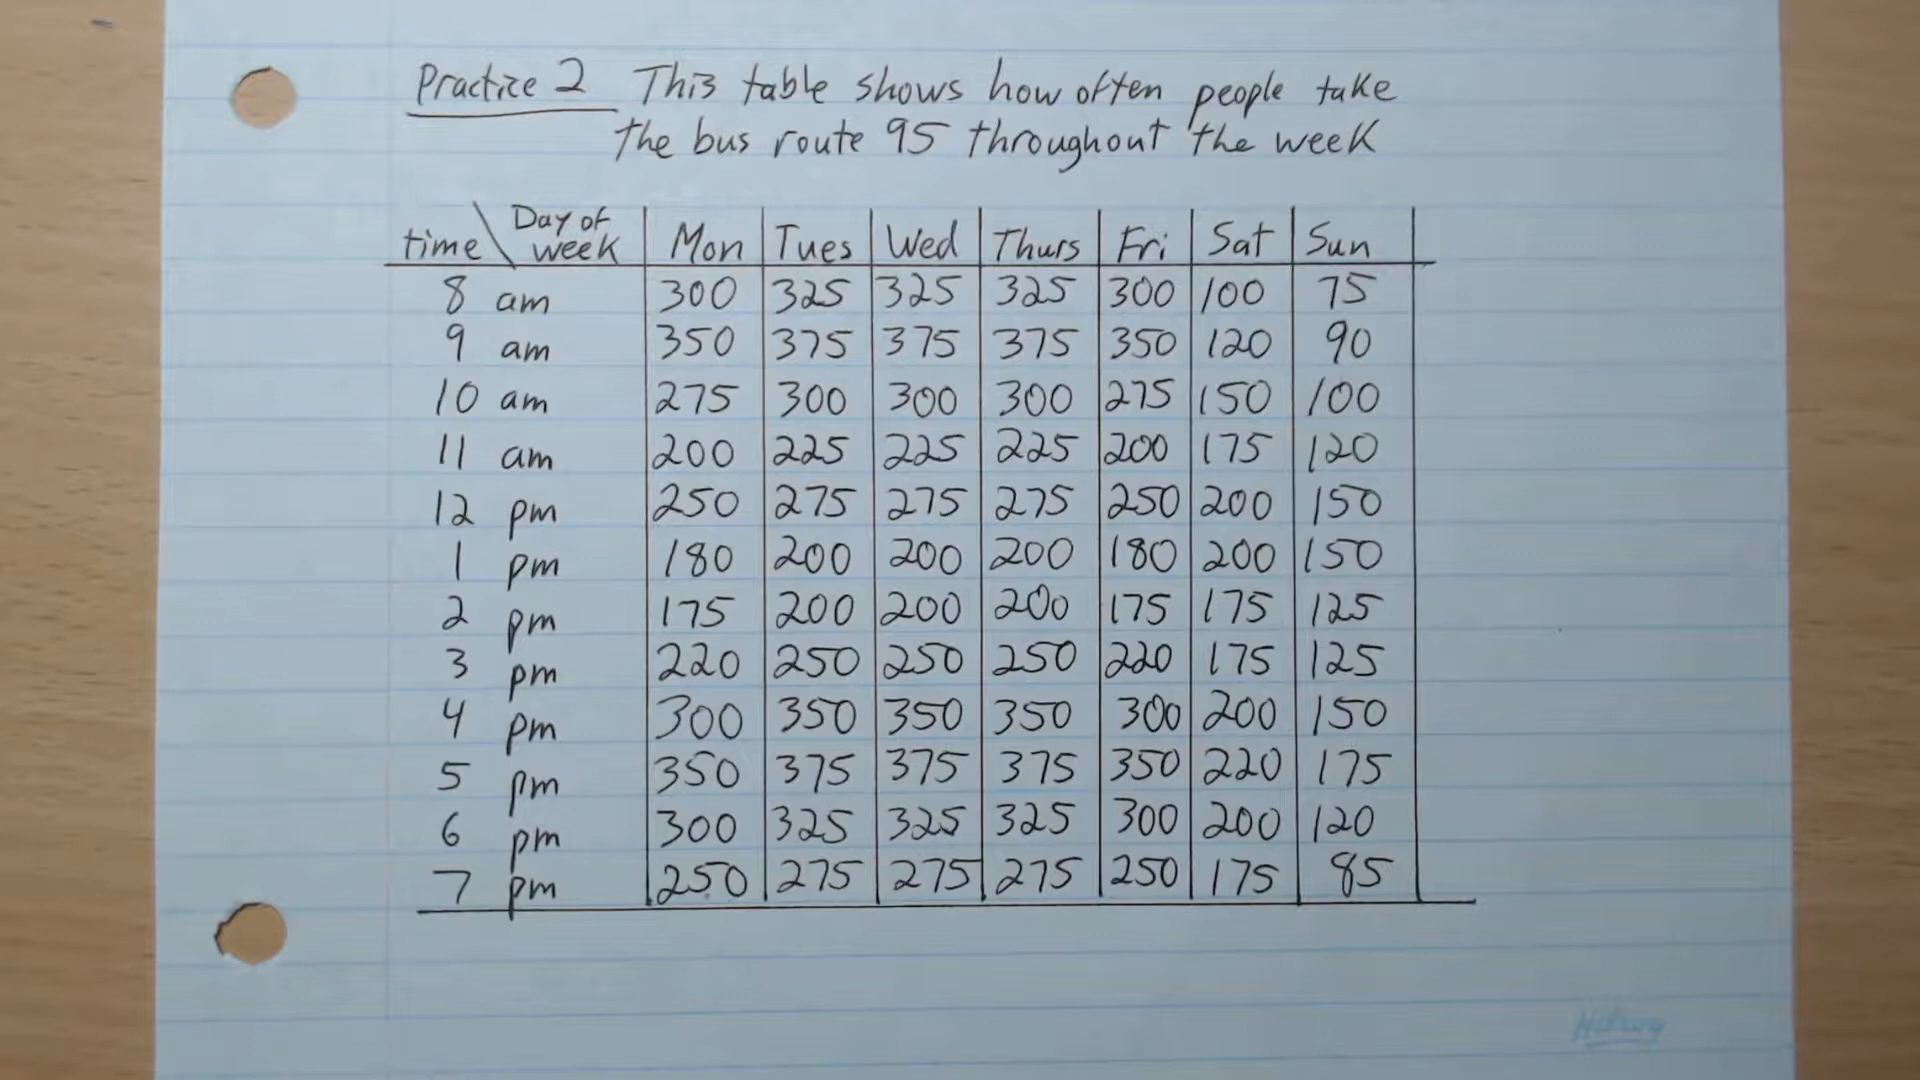 Practice 2 This table shows how often people take
the bus route 95 throughout the week
time \ Day of week Mon Tues Wed Thurs Fri Sat Sun
8 am 300 325 325 325 300 100 75
9 am 350 375 375 375 350 120 90
10 am 275 300 300 300 275 150 100
11 am 200 225 225 225 200 175 120
12 pm 250 275 275 275 250 200 150
1 pm 180 200 200 200 180 200 150
2 pm 175 200 200 200 175 175 125
3 pm 220 250 250 250 220 175 125
4 pm 300 350 350 350 300 200 150
5 pm 350 375 375 375 350 220 175
6 pm 300 325 325 325 300 200 120
7 pm 250 275 275 275 250 175 85